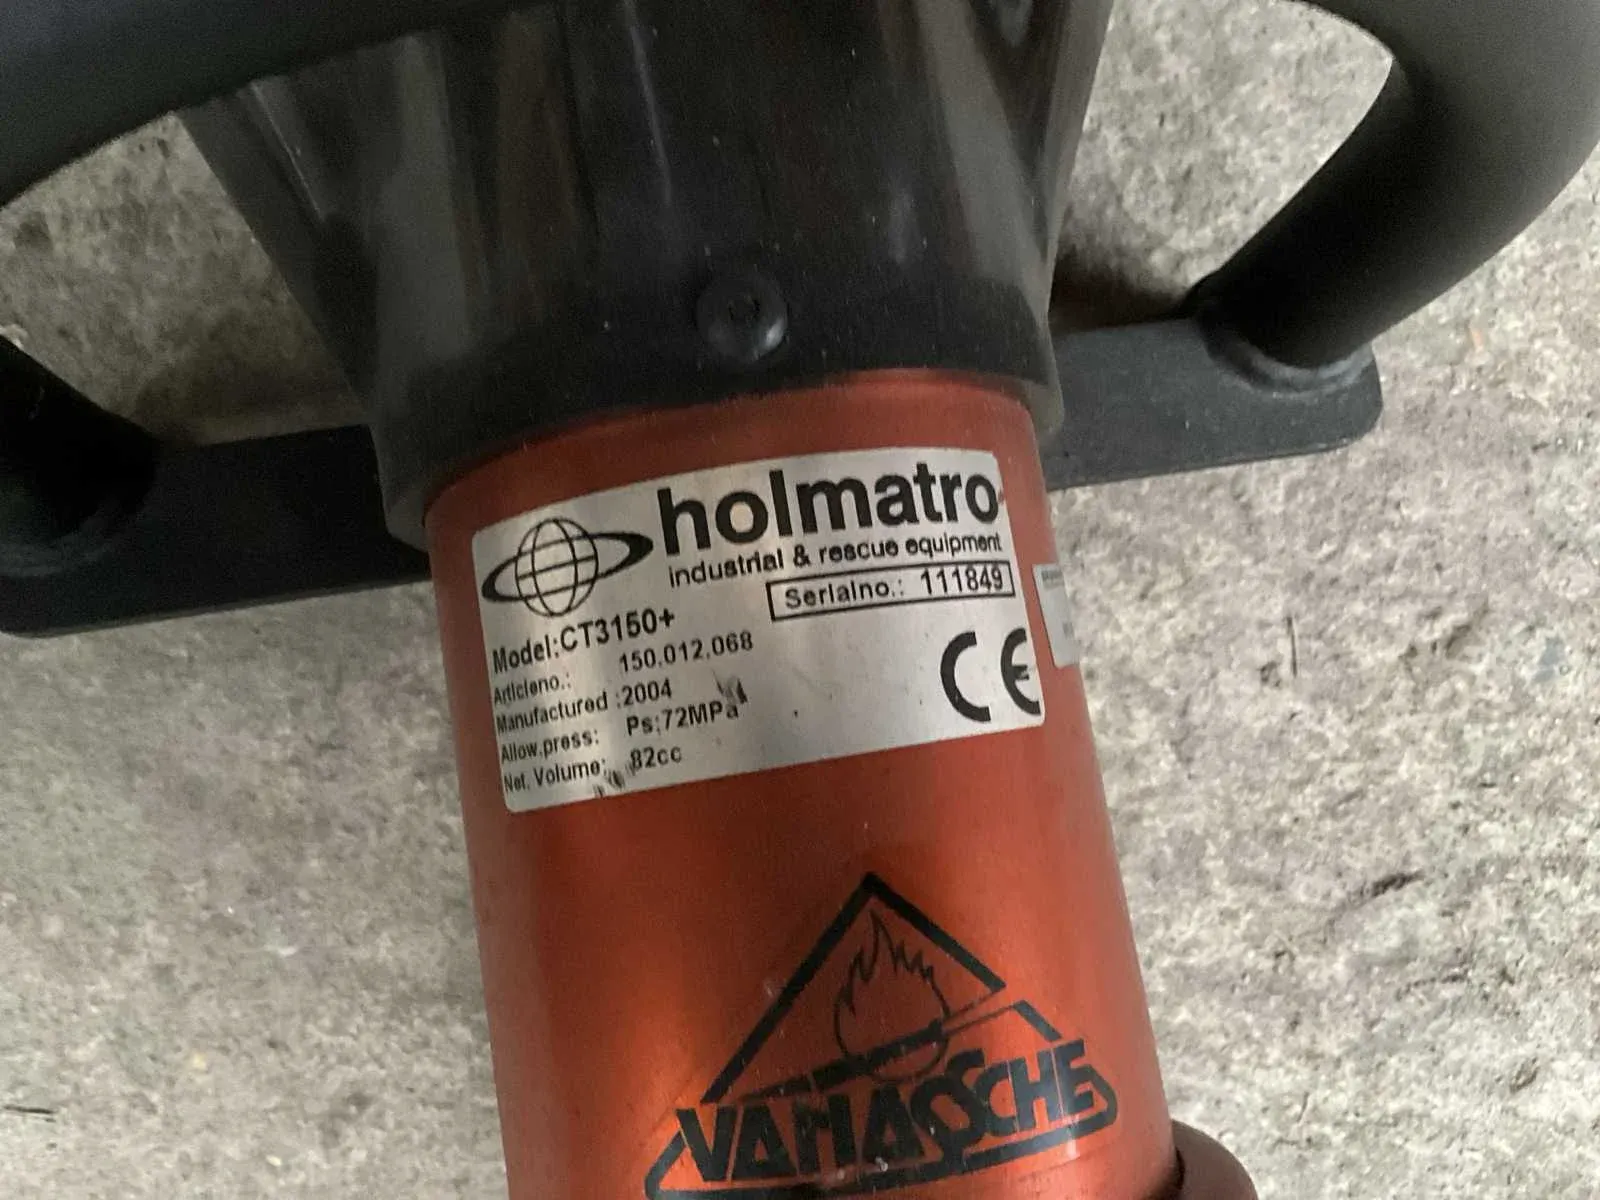 holmatro
industrial & rescue equipment
Serialno.: 111849
Model:CT3150+
Articleno.: 150.012.068
Manufactured :2004
Allow.press: Ps:72MPa
Net. Volume: 82cc
CE
VANASSCHE